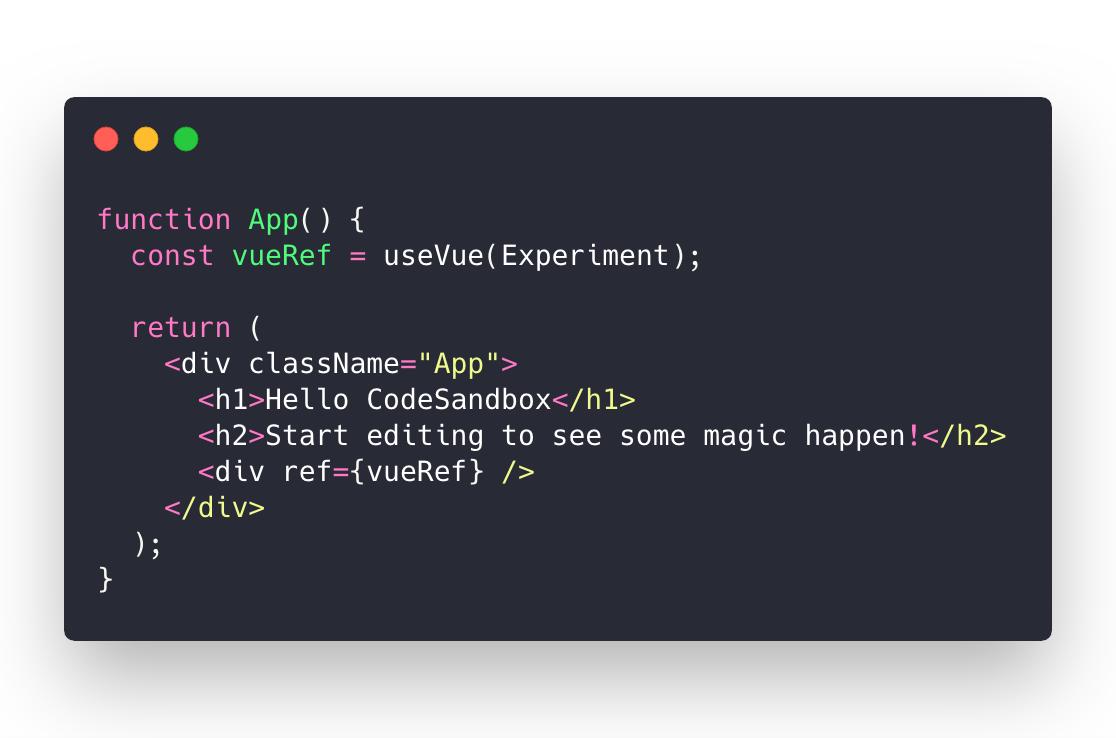 function App() {
  const vueRef = useVue(Experiment);

  return (
    <div className="App">
      <h1>Hello CodeSandbox</h1>
      <h2>Start editing to see some magic happen!</h2>
      <div ref={vueRef} />
    </div>
  );
}